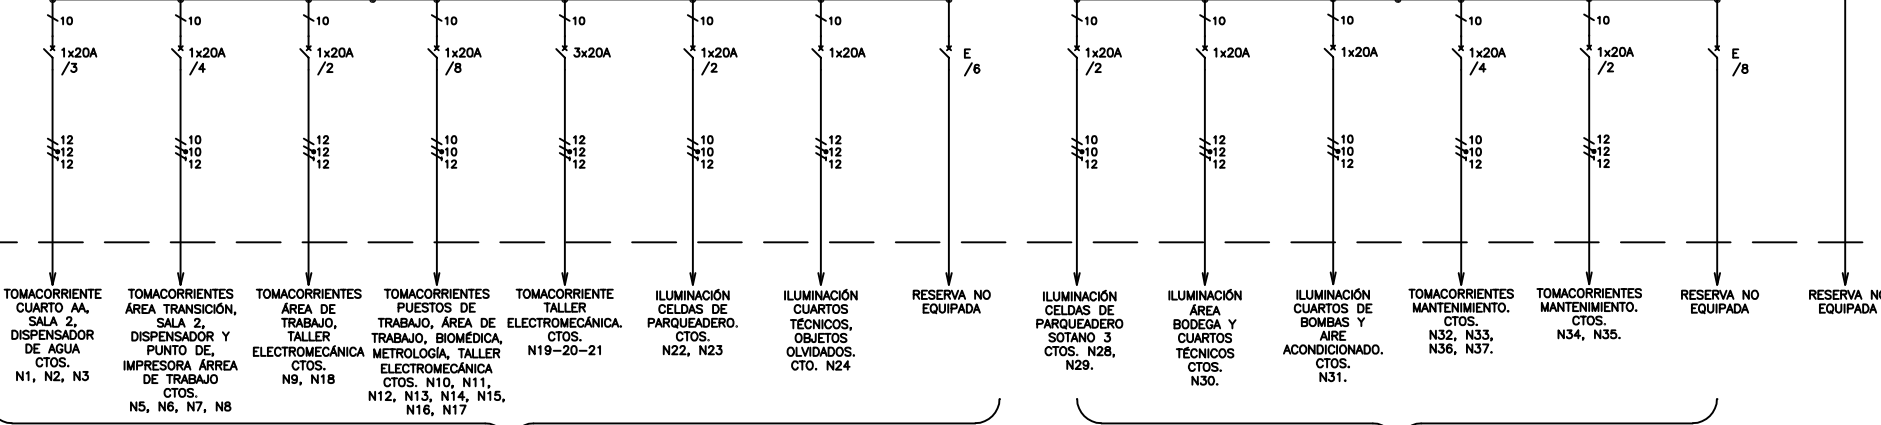 10
1x20A
/3
12
12
12
TOMACORRIENTE
CUARTO AA,
SALA 2,
DISPENSADOR
DE AGUA
CTOS.
N1, N2, N3
10
1x20A
/4
10
10
12
TOMACORRIENTES
ÁREA TRANSICIÓN,
SALA 2,
DISPENSADOR Y
PUNTO DE,
IMPRESORA ÁRREA
DE TRABAJO
CTOS.
N5, N6, N7, N8
10
1x20A
/2
12
12
12
TOMACORRIENTES
ÁREA DE
TRABAJO,
TALLER
ELECTROMECÁNICA
CTOS.
N9, N18
10
1x20A
/8
10
10
12
TOMACORRIENTES
PUESTOS DE
TRABAJO, ÁREA DE
TRABAJO, BIOMÉDICA,
METROLOGÍA, TALLER
ELECTROMECÁNICA
CTOS. N10, N11,
N12, N13, N14, N15,
N16, N17
10
3x20A
12
12
12
TOMACORRIENTE
TALLER
ELECTROMECÁNICA.
CTOS.
N19-20-21
10
1x20A
/2
10
10
12
ILUMINACIÓN
CELDAS DE
PARQUEADERO.
CTOS.
N22, N23
10
1x20A
12
12
12
ILUMINACIÓN
CUARTOS
TÉCNICOS,
OBJETOS
OLVIDADOS.
CTO. N24
E
/6
RESERVA NO
EQUIPADA
10
1x20A
/2
10
10
12
ILUMINACIÓN
CELDAS DE
PARQUEADERO
SOTANO 3
CTOS. N28,
N29.
10
1x20A
12
12
12
ILUMINACIÓN
ÁREA
BODEGA Y
CUARTOS
TÉCNICOS
CTOS.
N30.
10
1x20A
10
10
12
ILUMINACIÓN
CUARTOS DE
BOMBAS Y
AIRE
ACONDICIONADO.
CTOS.
N31.
10
1x20A
/4
10
10
12
TOMACORRIENTES
MANTENIMIENTO.
CTOS.
N32, N33,
N36, N37.
10
1x20A
/2
12
12
12
TOMACORRIENTES
MANTENIMIENTO.
CTOS.
N34, N35.
E
/8
RESERVA NO
EQUIPADA
RESERVA NO
EQUIPADA